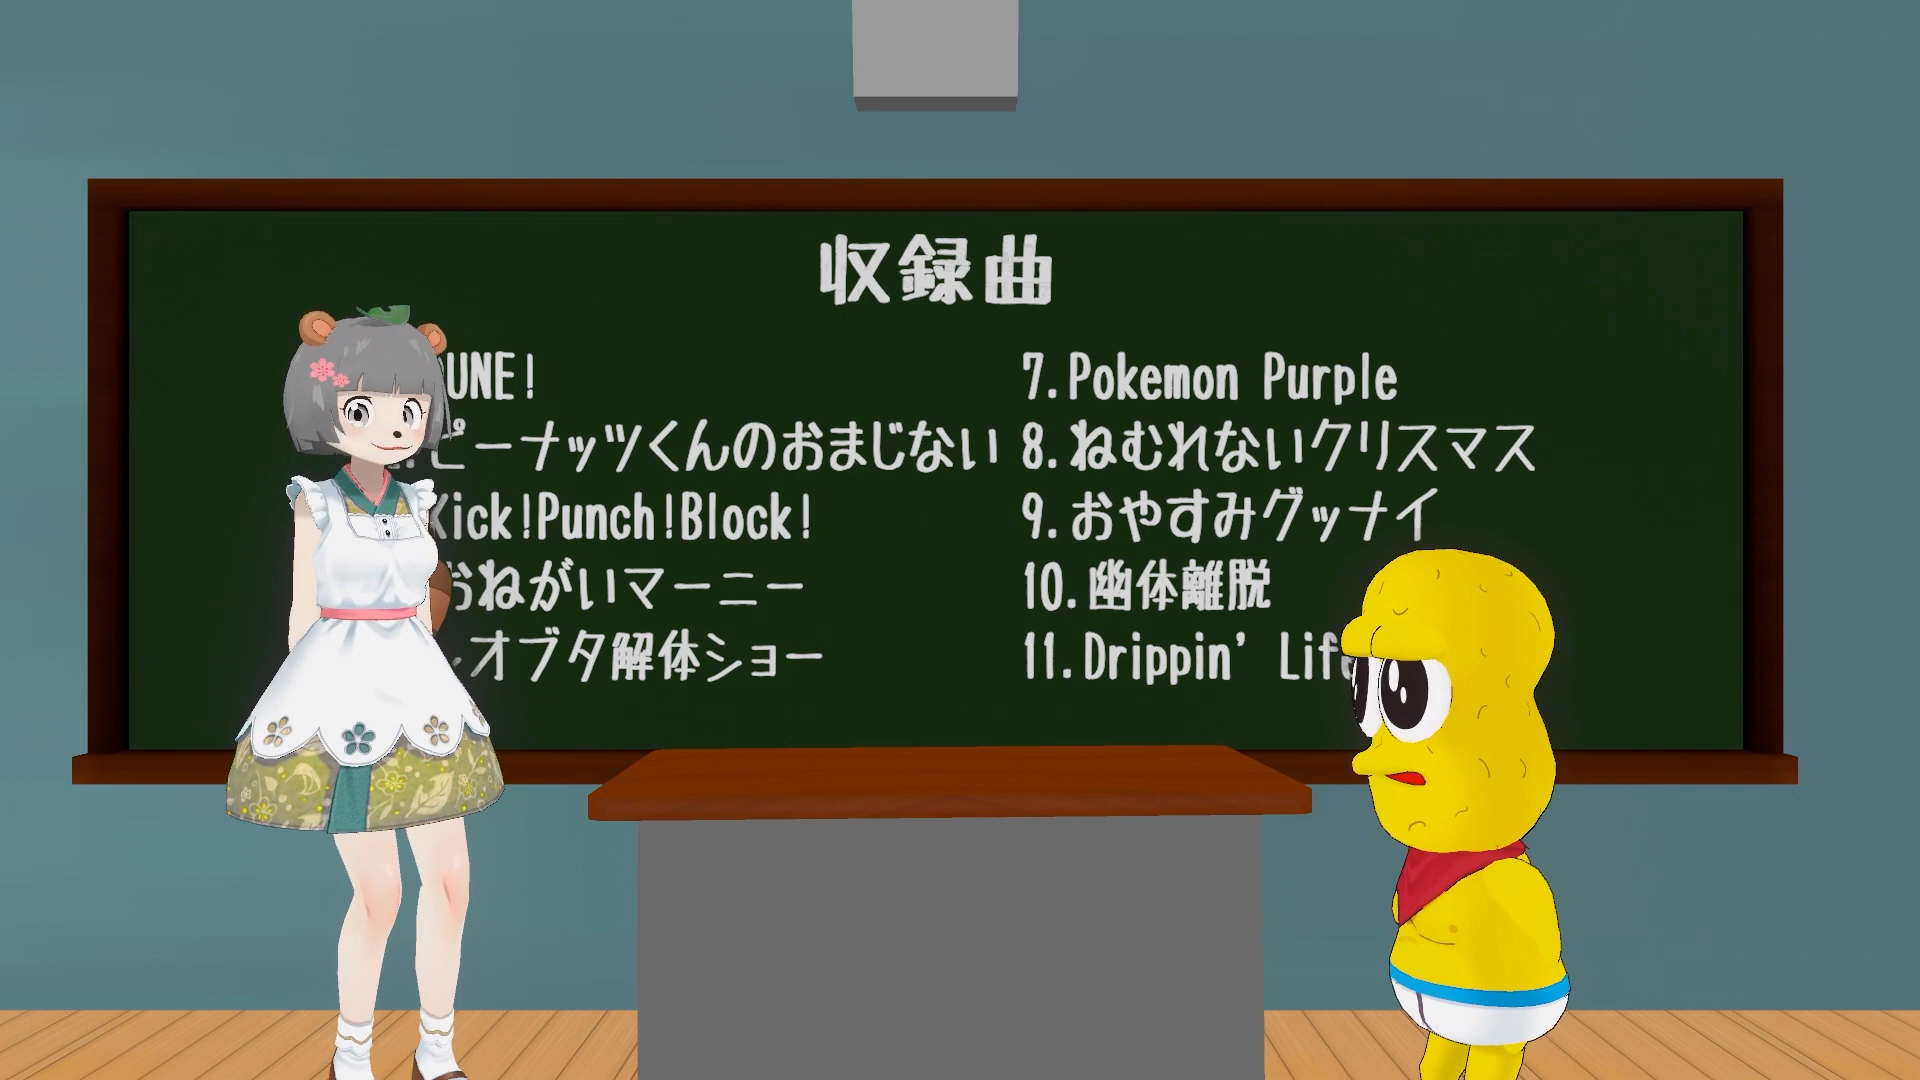 収録曲
UNE!
ピーナッツくんのおまじない
Kick!Punch!Block!
おねがいマーニー
オブタ解体ショー
7.Pokemon Purple
8.ねむれないクリスマス
9.おやすみグッナイ
10.幽体離脱
11.Drippin' Life